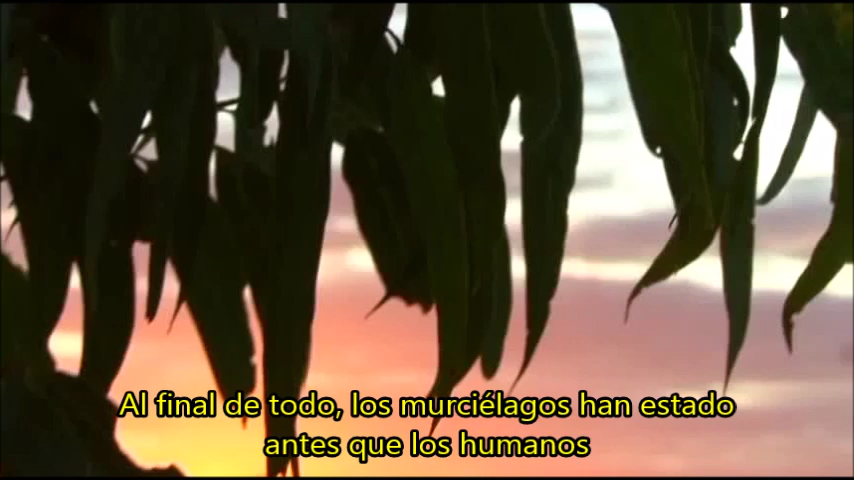 Al final de todo, los murciélagos han estado
antes que los humanos